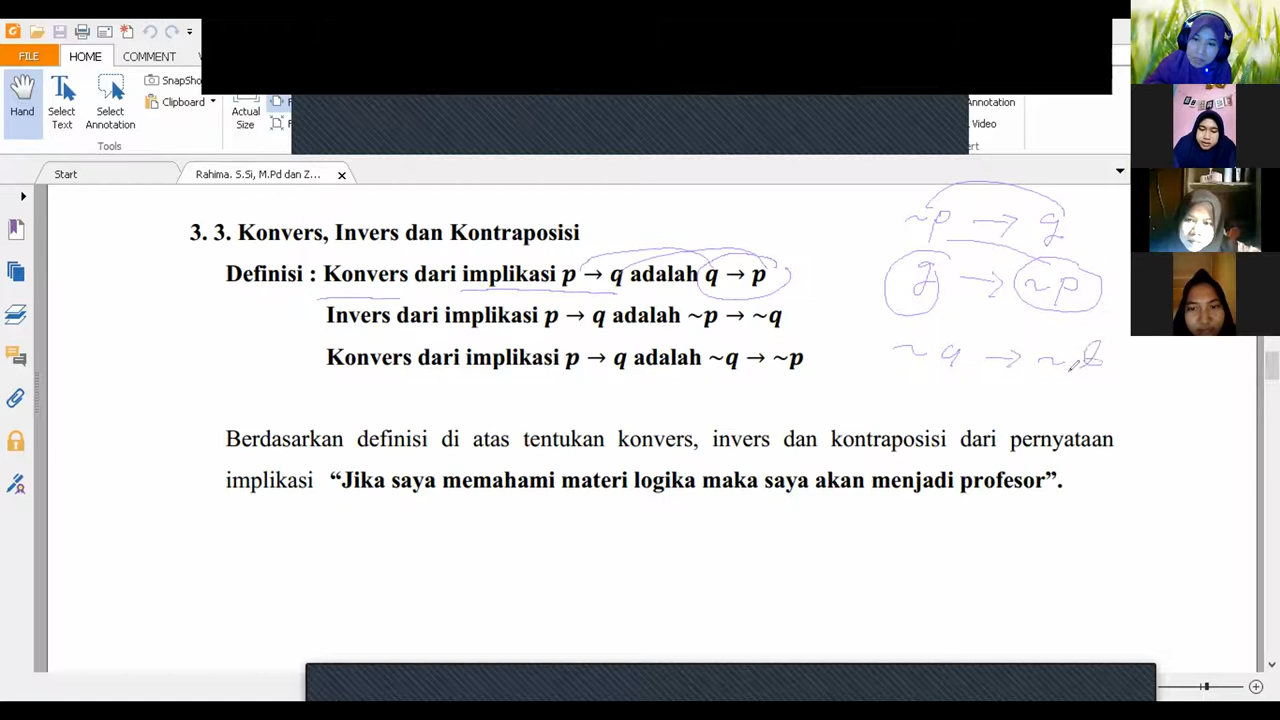 FILE
HOME
COMMENT
Hand
Select
Text
Select
Annotation
SnapSho
Clipboard
Actual
Size
Tools
nnotation
Video
ert
Start
Rahima. S.Si, M.Pd dan Z...
3. 3. Konvers, Invers dan Kontraposisi
Definisi : Konvers dari implikasi p → q adalah q → p
Invers dari implikasi p → q adalah ~p → ~q
Konvers dari implikasi p → q adalah ~q → ~p
~p → q
q → ~p
~ q → ~
Berdasarkan definisi di atas tentukan konvers, invers dan kontraposisi dari pernyataan
implikasi “Jika saya memahami materi logika maka saya akan menjadi profesor”.